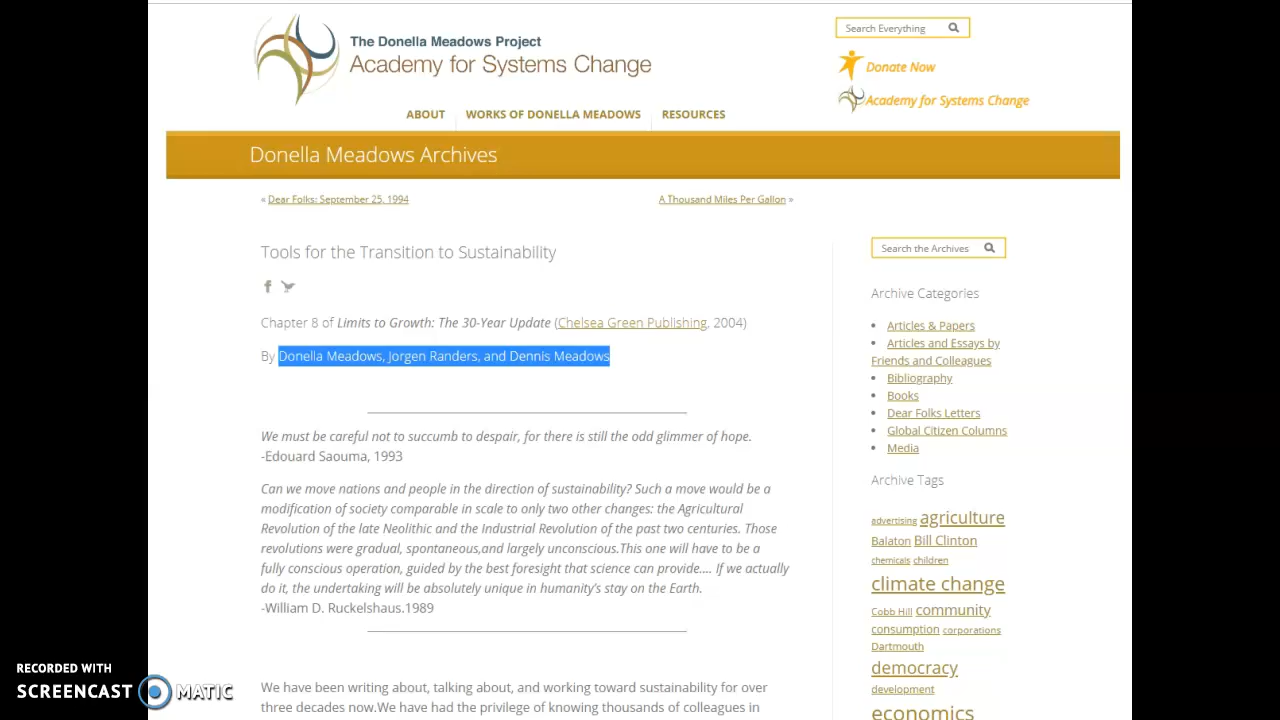 The Donella Meadows Project
Academy for Systems Change
Search Everything
Donate Now
Academy for Systems Change
ABOUT
WORKS OF DONELLA MEADOWS
RESOURCES
Donella Meadows Archives
« Dear Folks: September 25, 1994
A Thousand Miles Per Gallon »
Tools for the Transition to Sustainability
Chapter 8 of Limits to Growth: The 30-Year Update (Chelsea Green Publishing, 2004)
By Donella Meadows, Jorgen Randers, and Dennis Meadows
We must be careful not to succumb to despair, for there is still the odd glimmer of hope.
-Edouard Saouma, 1993
Can we move nations and people in the direction of sustainability? Such a move would be a
modification of society comparable in scale to only two other changes: the Agricultural
Revolution of the late Neolithic and the Industrial Revolution of the past two centuries. Those
revolutions were gradual, spontaneous,and largely unconscious.This one will have to be a
fully conscious operation, guided by the best foresight that science can provide.... If we actually
do it, the undertaking will be absolutely unique in humanity's stay on the Earth.
-William D. Ruckelshaus.1989
We have been writing about, talking about, and working toward sustainability for over
three decades now.We have had the privilege of knowing thousands of colleagues in
Search the Archives
Archive Categories
Articles & Papers
Articles and Essays by
Friends and Colleagues
Bibliography
Books
Dear Folks Letters
Global Citizen Columns
Media
Archive Tags
advertising agriculture
Balaton Bill Clinton
chemicals children
climate change
Cobb Hill community
consumption corporations
Dartmouth
democracy
development
economics
RECORDED WITH
SCREENCAST MATIC